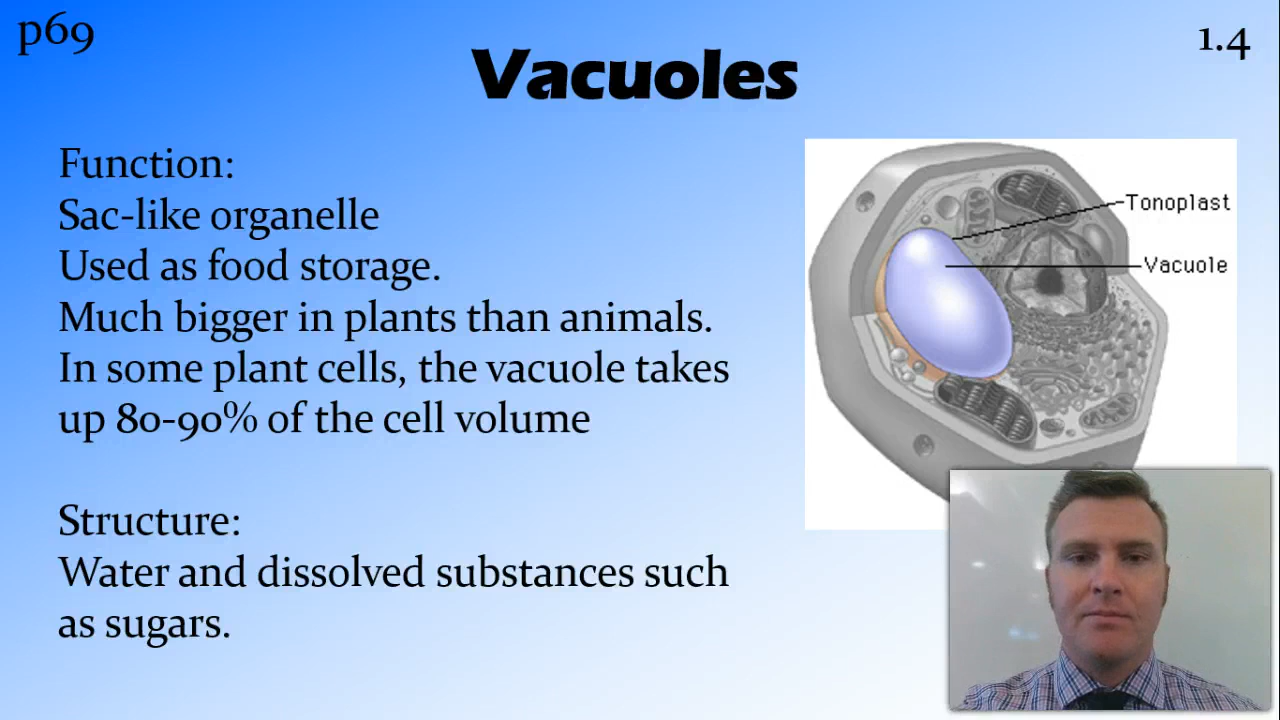 p69
1.4
Vacuoles
Function:
Sac-like organelle
Used as food storage.
Much bigger in plants than animals.
In some plant cells, the vacuole takes
up 80-90% of the cell volume
Structure:
Water and dissolved substances such
as sugars.
Tonoplast
Vacuole